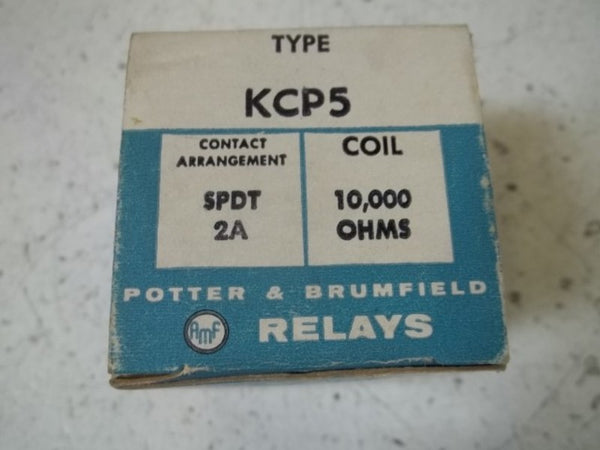 TYPE
KCP5
CONTACT
ARRANGEMENT
SPDT
2A
COIL
10,000
OHMS
POTTER & BRUMFIELD
AMF
RELAYS